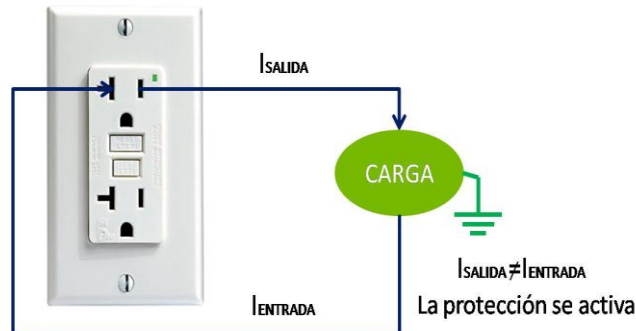 ISALIDA
CARGA
ISALIDA≠IENTRADA
IENTRADA
La protección se activa